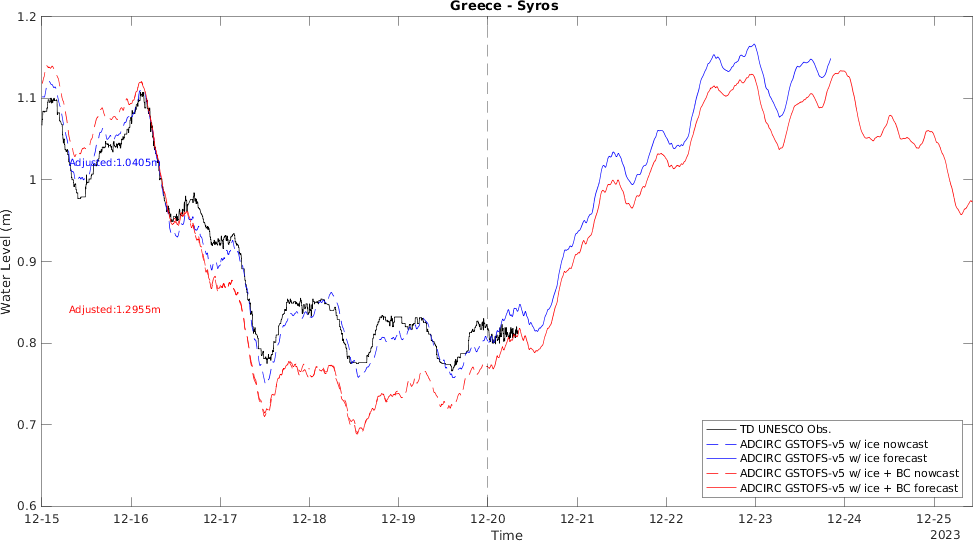 Greece - Syros
1.2
1.1
1
0.9
0.8
0.7
0.6
Water Level (m)
Adjusted:1.0405m
Adjusted:1.2955m
TD UNESCO Obs.
ADCIRC GSTOFS-v5 w/ ice nowcast
ADCIRC GSTOFS-v5 w/ ice forecast
ADCIRC GSTOFS-v5 w/ ice + BC nowcast
ADCIRC GSTOFS-v5 w/ ice + BC forecast
12-15 12-16 12-17 12-18 12-19 12-20 12-21 12-22 12-23 12-24 12-25
Time
2023